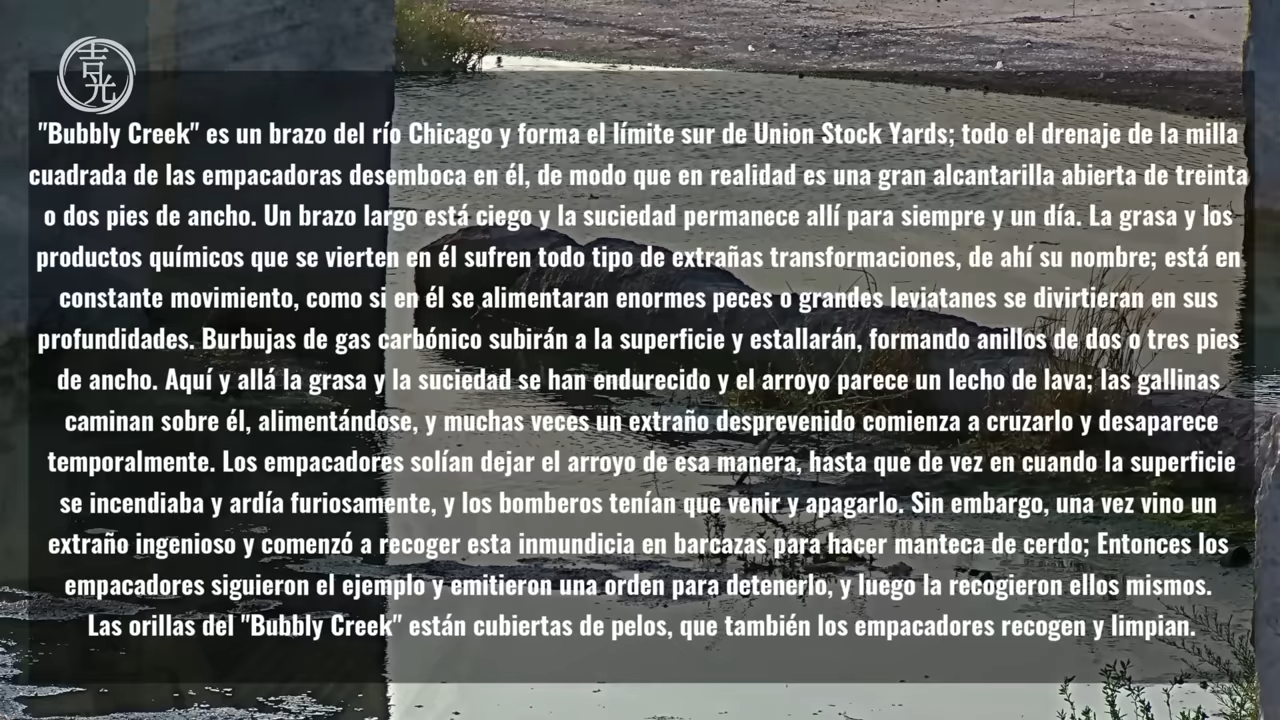 吉光
"Bubbly Creek" es un brazo del río Chicago y forma el límite sur de Union Stock Yards; todo el drenaje de la milla
cuadrada de las empacadoras desemboca en él, de modo que en realidad es una gran alcantarilla abierta de treinta
o dos pies de ancho. Un brazo largo está ciego y la suciedad permanece allí para siempre y un día. La grasa y los
productos químicos que se vierten en él sufren todo tipo de extrañas transformaciones, de ahí su nombre; está en
constante movimiento, como si en él se alimentaran enormes peces o grandes leviatanes se divirtieran en sus
profundidades. Burbujas de gas carbónico subirán a la superficie y estallarán, formando anillos de dos o tres pies
de ancho. Aquí y allá la grasa y la suciedad se han endurecido y el arroyo parece un lecho de lava; las gallinas
caminan sobre él, alimentándose, y muchas veces un extraño desprevenido comienza a cruzarlo y desaparece
temporalmente. Los empacadores solían dejar el arroyo de esa manera, hasta que de vez en cuando la superficie
se incendiaba y ardía furiosamente, y los bomberos tenían que venir y apagarlo. Sin embargo, una vez vino un
extraño ingenioso y comenzó a recoger esta inmundicia en barcazas para hacer manteca de cerdo; Entonces los
empacadores siguieron el ejemplo y emitieron una orden para detenerlo, y luego la recogieron ellos mismos.
Las orillas del "Bubbly Creek" están cubiertas de pelos, que también los empacadores recogen y limpian.